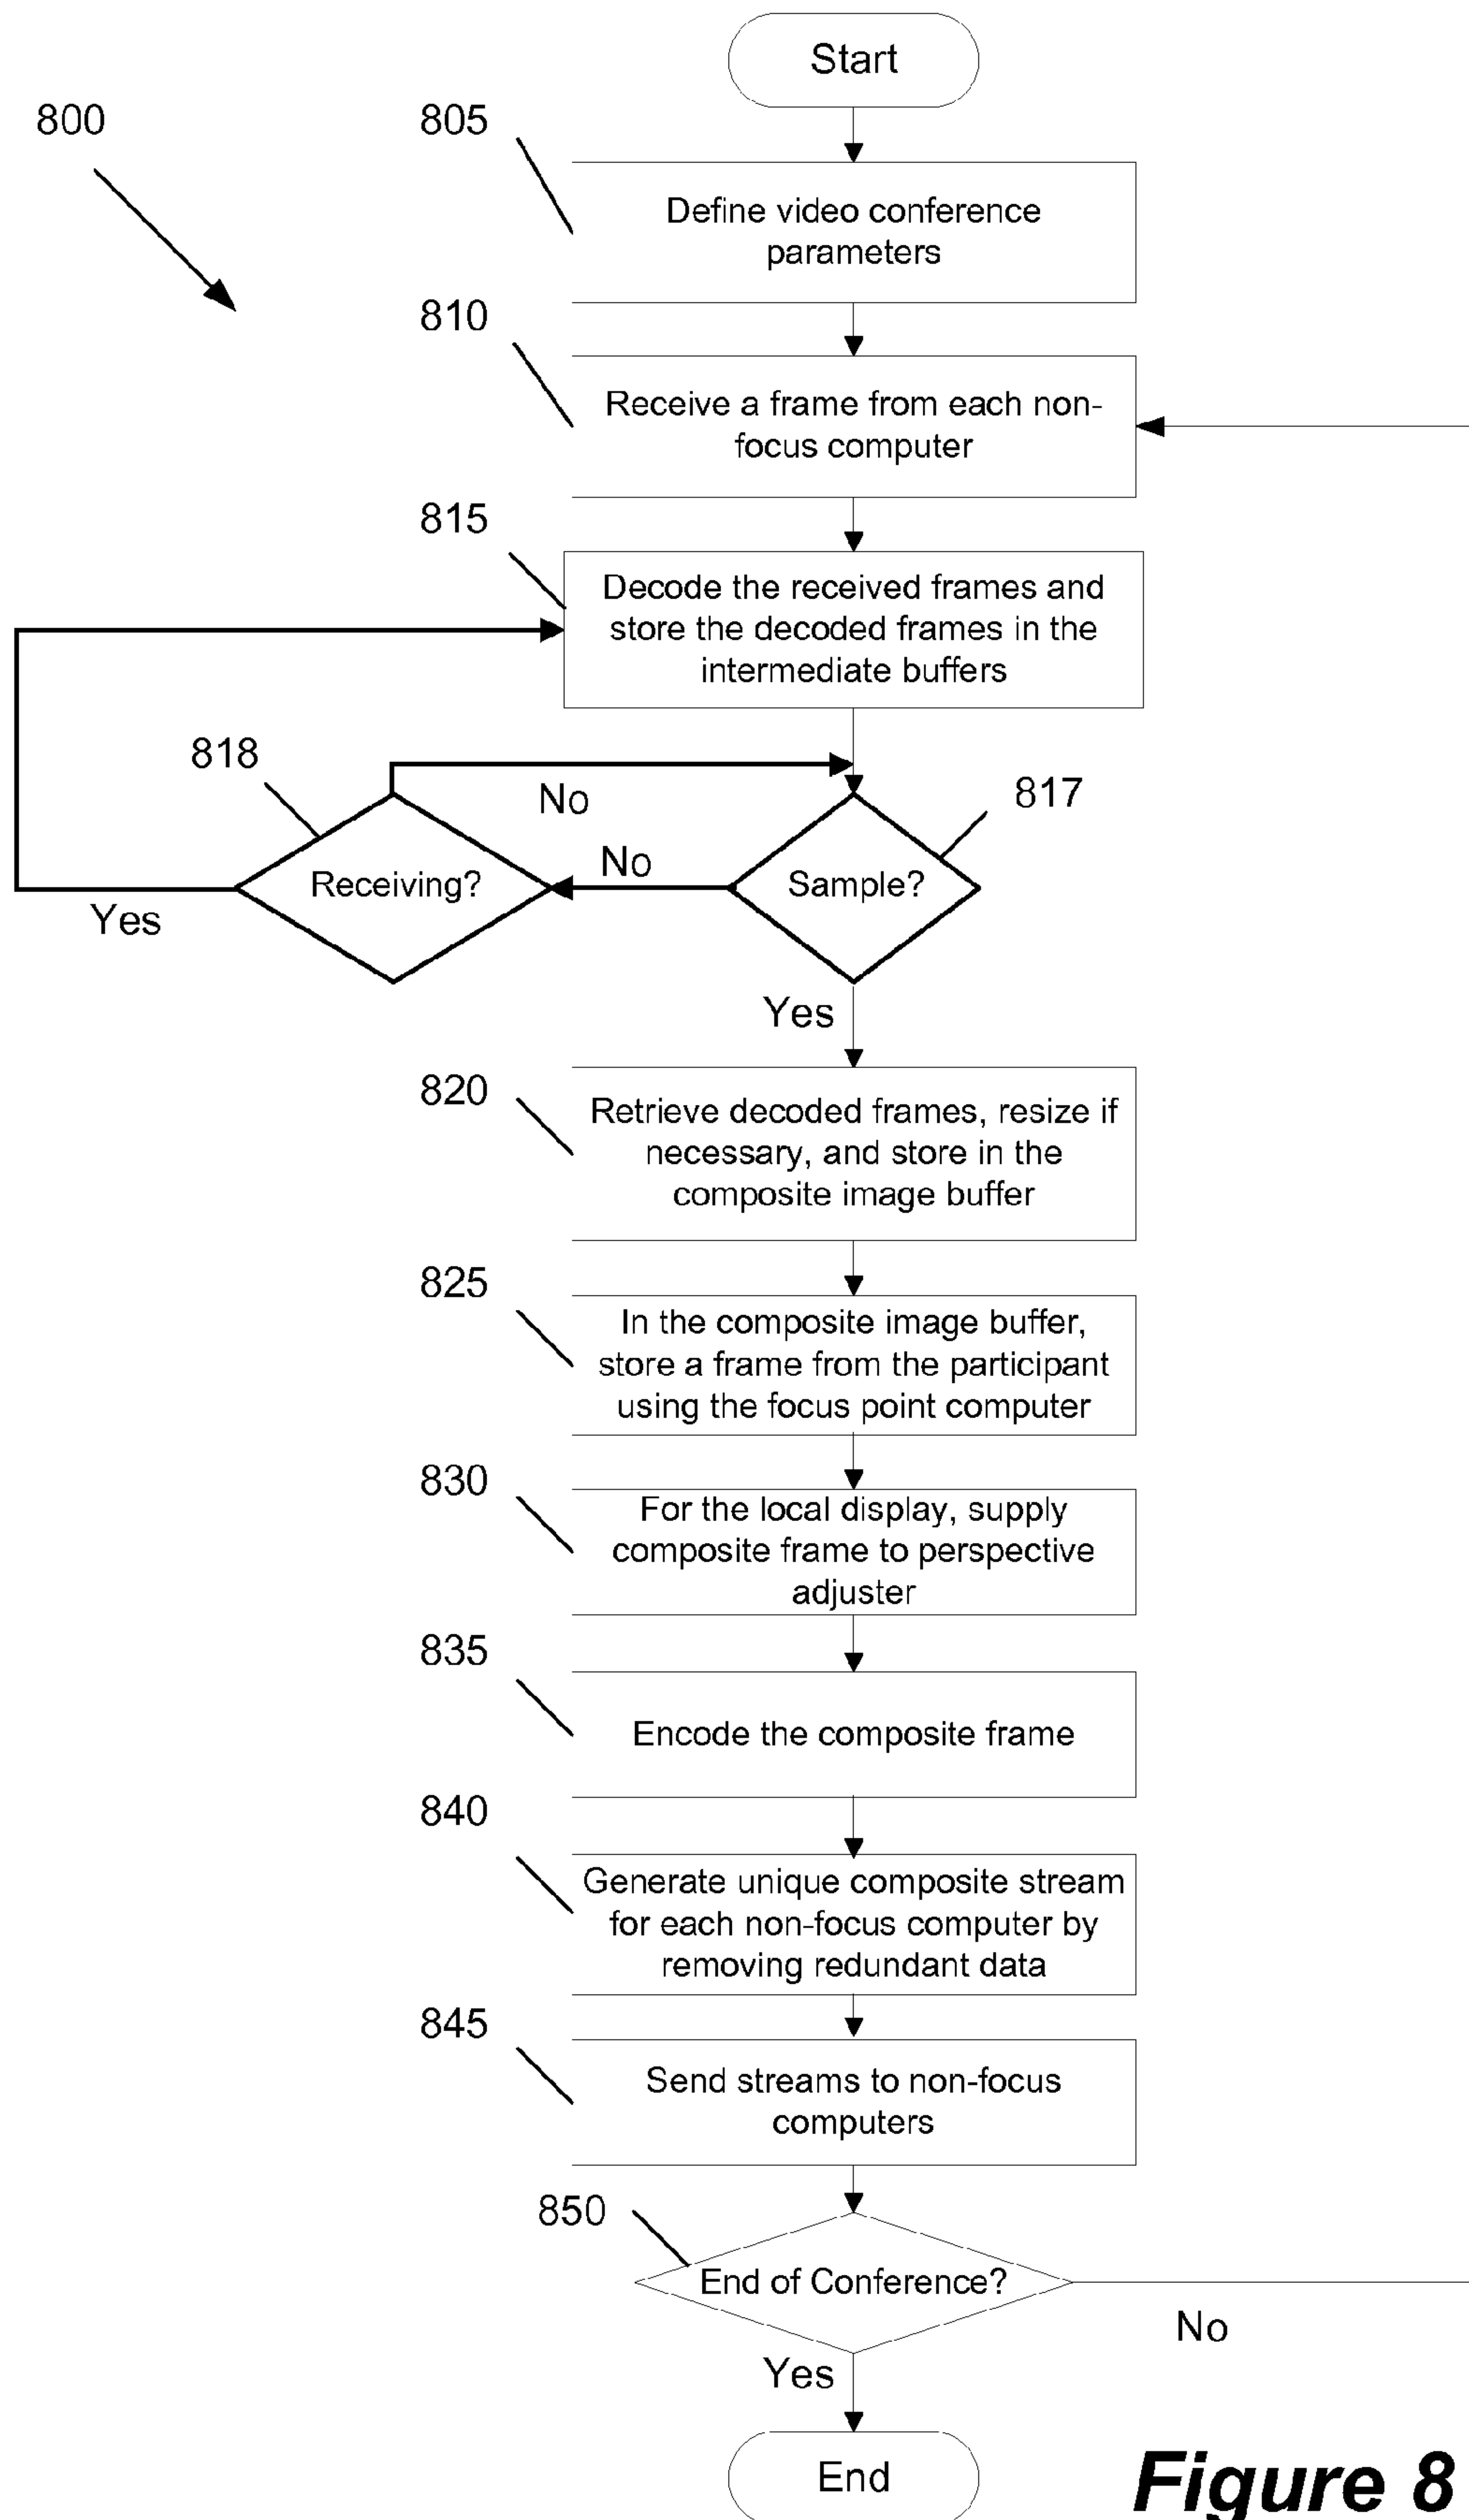 Start
800
805
Define video conference
parameters
810
Receive a frame from each non-
focus computer
815
Decode the received frames and
store the decoded frames in the
intermediate buffers
818
No
817
Receiving?
No
Sample?
Yes
Yes
820
Retrieve decoded frames, resize if
necessary, and store in the
composite image buffer
825
In the composite image buffer,
store a frame from the participant
using the focus point computer
830
For the local display, supply
composite frame to perspective
adjuster
835
Encode the composite frame
840
Generate unique composite stream
for each non-focus computer by
removing redundant data
845
Send streams to non-focus
computers
850
End of Conference?
No
Yes
End
Figure 8